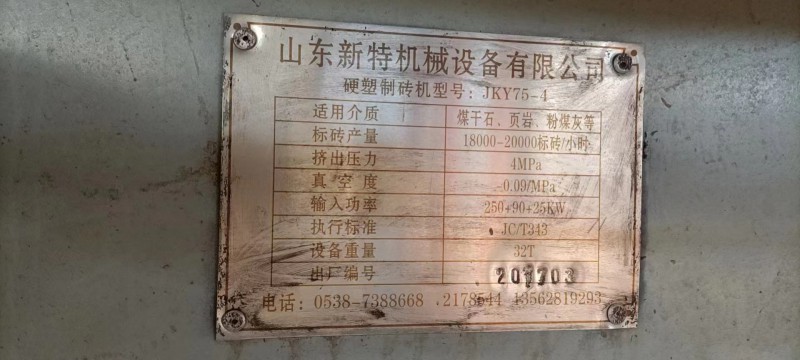 山东新特机械设备有限公司
硬塑制砖机型号: JKY75-4
适用介质 煤干石、页岩、粉煤灰等
标砖产量 18000-20000标砖/小时
挤出压力 4MPa
真空度 -0.09/MPa
输入功率 250+90+25KW
执行标准 JC/T343
设备重量 32T
出厂编号 201703
电话: 0538-7388668 .2178544 13562819293